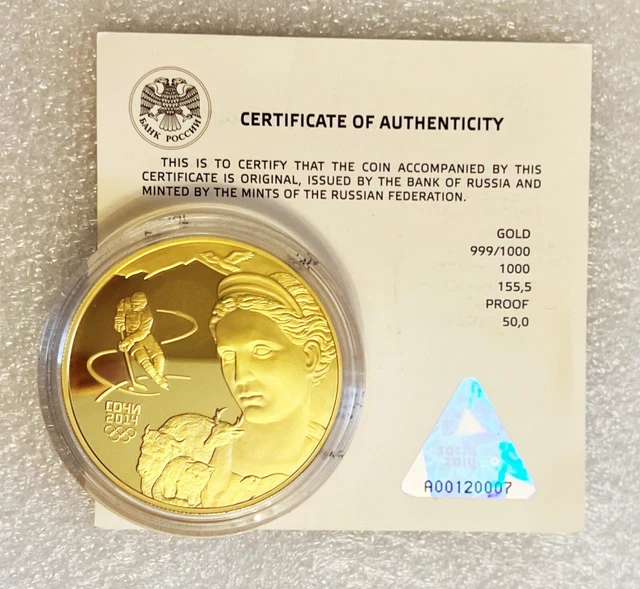 БАНК РОССИИ
CERTIFICATE OF AUTHENTICITY
THIS IS TO CERTIFY THAT THE COIN ACCOMPANIED BY THIS
CERTIFICATE IS ORIGINAL, ISSUED BY THE BANK OF RUSSIA AND
MINTED BY THE MINTS OF THE RUSSIAN FEDERATION.
GOLD
999/1000
1000
155,5
PROOF
50,0
СОЧИ
2014
A00120007